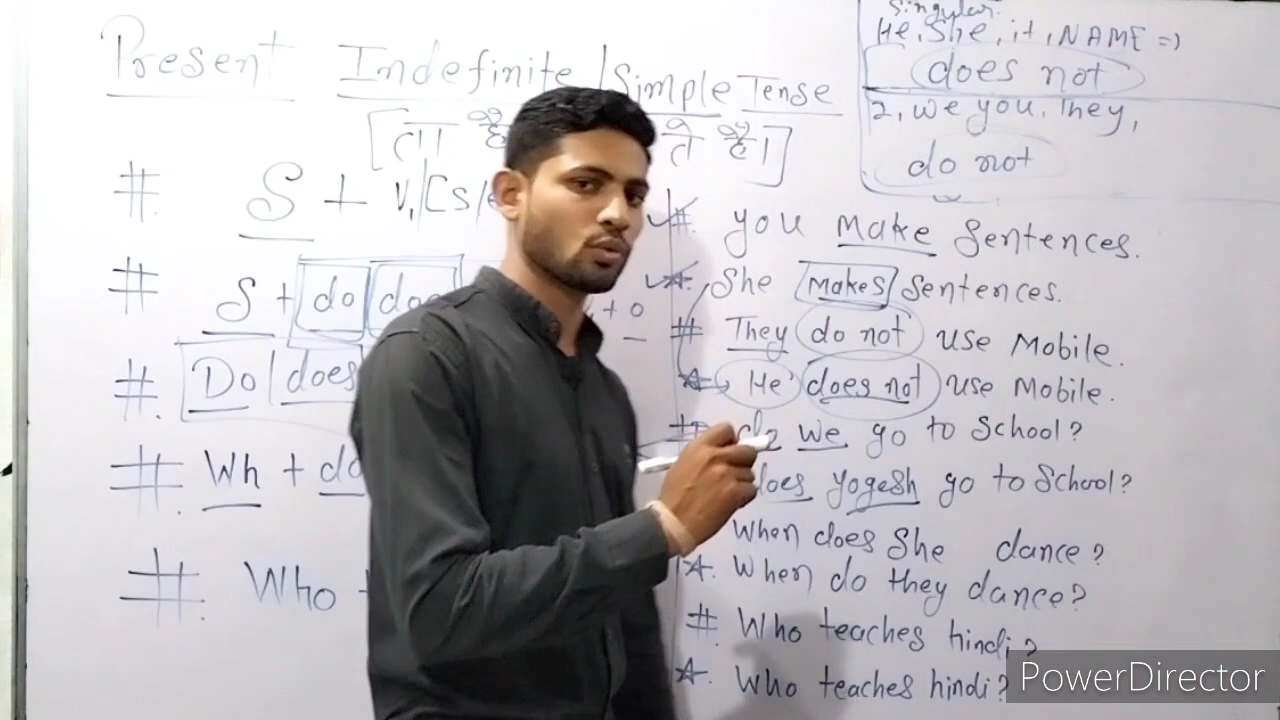 Present Indefinite/Simple Tense
[ता है ते हैं।]
# S + V1/[s/
# S + do does + o
#. Do/does
#. Wh + do
#. Who +
Singular.
He, She, it, NAME =>
does not
I, we you, They,
do not
#. you make Sentences.
She makes Sentences.
# They do not use Mobile.
He does not use Mobile.
do we go to School?
does yogesh go to School?
When does She dance?
When do they dance?
# Who teaches hindi?
Who teaches hindi?
PowerDirector